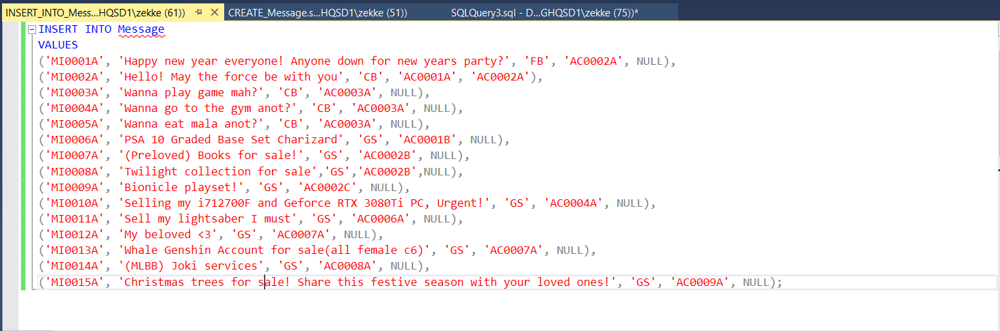 INSERT_INTO_Mess...HQSD1\zekke (61)) CREATE_Message.s...HQSD1\zekke (51)) SQLQuery3.sql - D...GHQSD1\zekke (75))*
INSERT INTO Message
VALUES
('MI0001A', 'Happy new year everyone! Anyone down for new years party?', 'FB', 'AC0002A', NULL),
('MI0002A', 'Hello! May the force be with you', 'CB', 'AC0001A', 'AC0002A'),
('MI0003A', 'Wanna play game mah?', 'CB', 'AC0003A', NULL),
('MI0004A', 'Wanna go to the gym anot?', 'CB', 'AC0003A', NULL),
('MI0005A', 'Wanna eat mala anot?', 'CB', 'AC0003A', NULL),
('MI0006A', 'PSA 10 Graded Base Set Charizard', 'GS', 'AC0001B', NULL),
('MI0007A', '(Preloved) Books for sale!', 'GS', 'AC0002B', NULL),
('MI0008A', 'Twilight collection for sale','GS','AC0002B',NULL),
('MI0009A', 'Bionicle playset!', 'GS', 'AC0002C', NULL),
('MI0010A', 'Selling my i712700F and Geforce RTX 3080Ti PC, Urgent!', 'GS', 'AC0004A', NULL),
('MI0011A', 'Sell my lightsaber I must', 'GS', 'AC0006A', NULL),
('MI0012A', 'My beloved <3', 'GS', 'AC0007A', NULL),
('MI0013A', 'Whale Genshin Account for sale(all female c6)', 'GS', 'AC0007A', NULL),
('MI0014A', '(MLBB) Joki services', 'GS', 'AC0008A', NULL),
('MI0015A', 'Christmas trees for sale! Share this festive season with your loved ones!', 'GS', 'AC0009A', NULL);